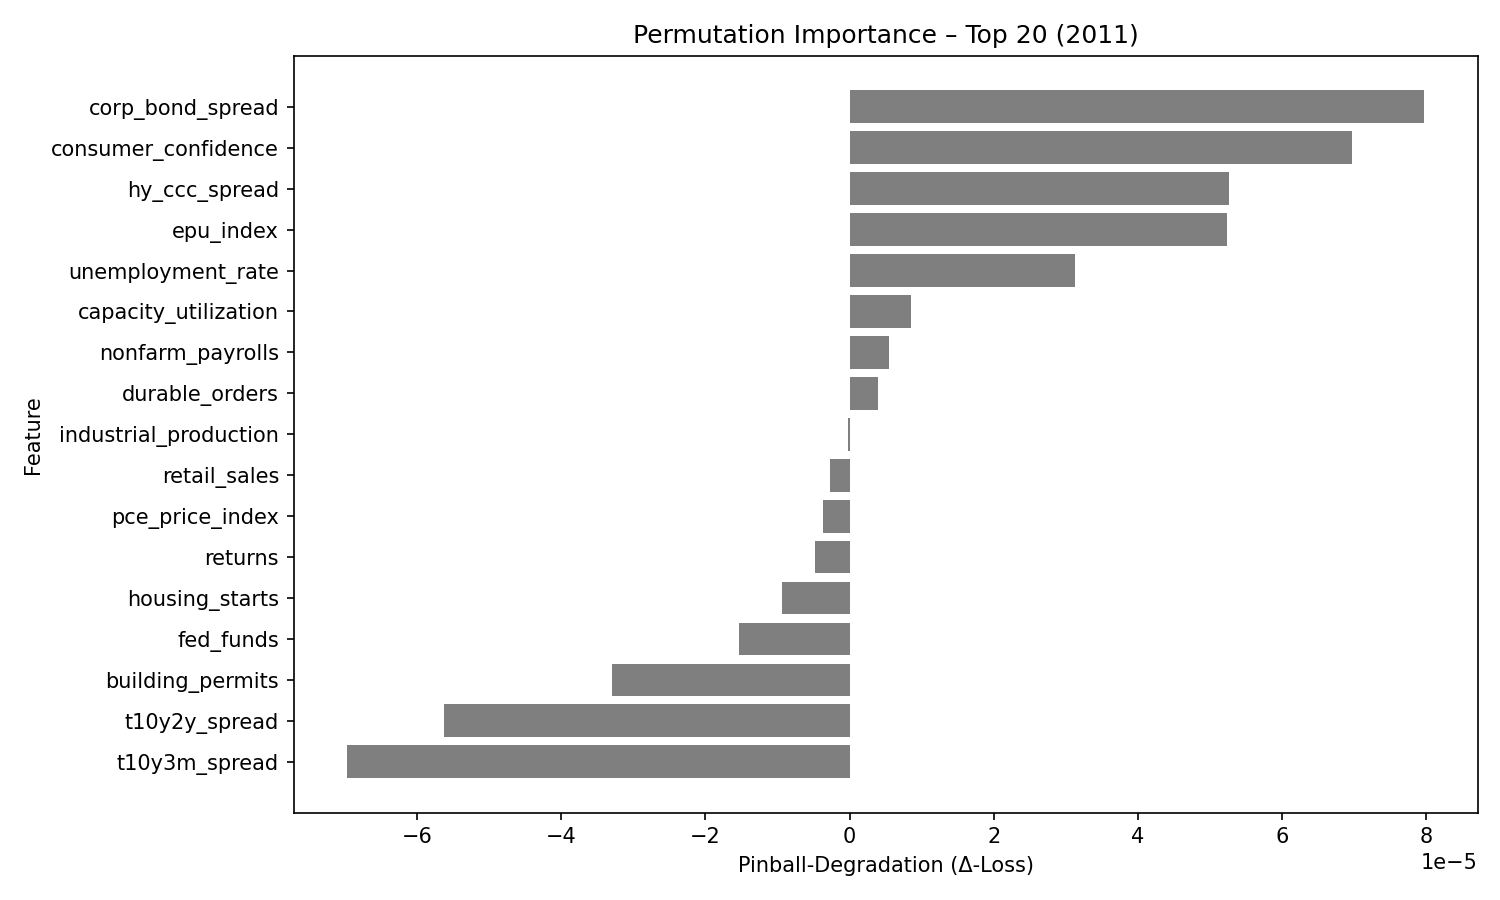 Permutation Importance – Top 20 (2011)
corp_bond_spread
consumer_confidence
hy_ccc_spread
epu_index
unemployment_rate
capacity_utilization
nonfarm_payrolls
durable_orders
industrial_production
retail_sales
pce_price_index
returns
housing_starts
fed_funds
building_permits
t10y2y_spread
t10y3m_spread
Feature
−6 −4 −2 0 2 4 6 8
1e−5
Pinball-Degradation (Δ-Loss)